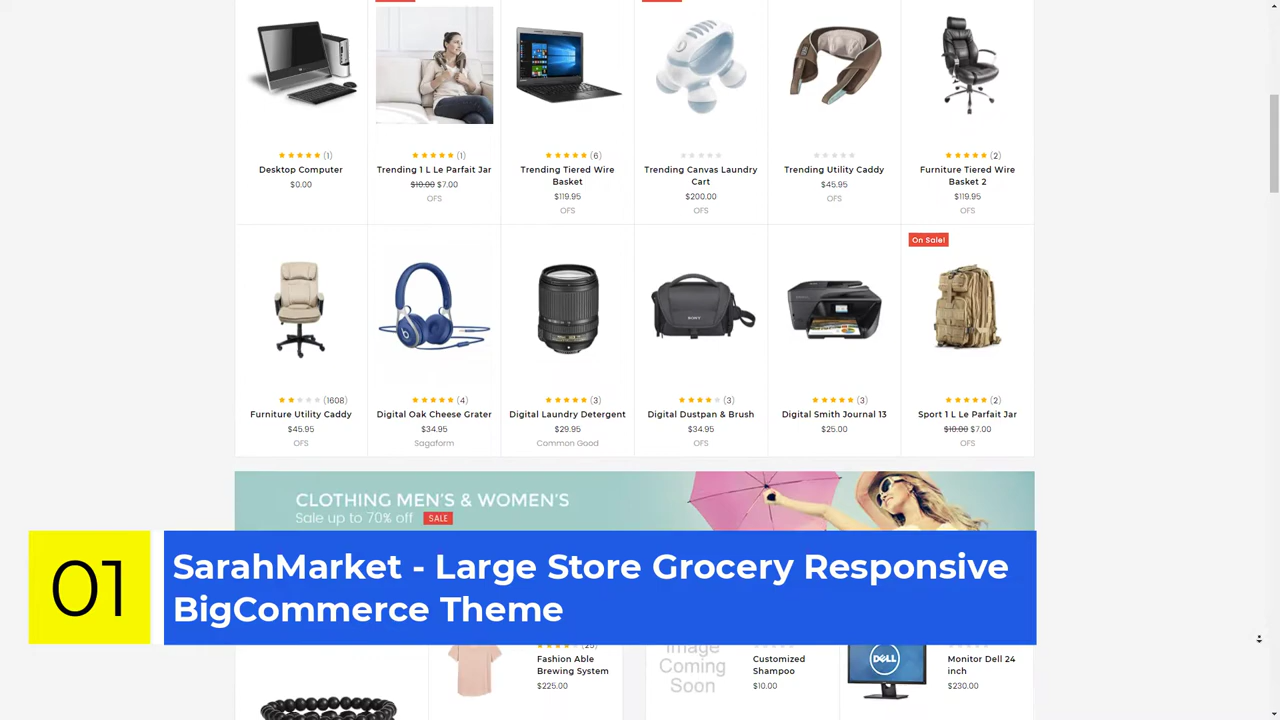 (1)
(1)
(6)
(2)
Desktop Computer
Trending 1 L Le Parfait Jar
Trending Tiered Wire
Basket
Trending Canvas Laundry
Cart
Trending Utility Caddy
Furniture Tiered Wire
Basket 2
$0.00
$10.00 $7.00
$119.95
$200.00
$45.95
$119.95
OFS
OFS
OFS
OFS
OFS
On Sale!
SONY
(1608)
(4)
(3)
(3)
(3)
(2)
Furniture Utility Caddy
Digital Oak Cheese Grater
Digital Laundry Detergent
Digital Dustpan & Brush
Digital Smith Journal 13
Sport 1 L Le Parfait Jar
$45.95
$34.95
$29.95
$34.95
$25.00
$10.00 $7.00
OFS
Sagaform
Common Good
OFS
OFS
CLOTHING MEN'S & WOMEN'S
Sale up to 70% off SALE
01
SarahMarket - Large Store Grocery Responsive
BigCommerce Theme
Fashion Able
Brewing System
$225.00
Image
Coming
Soon
Customized
Shampoo
$10.00
DELL
Monitor Dell 24
inch
$230.00